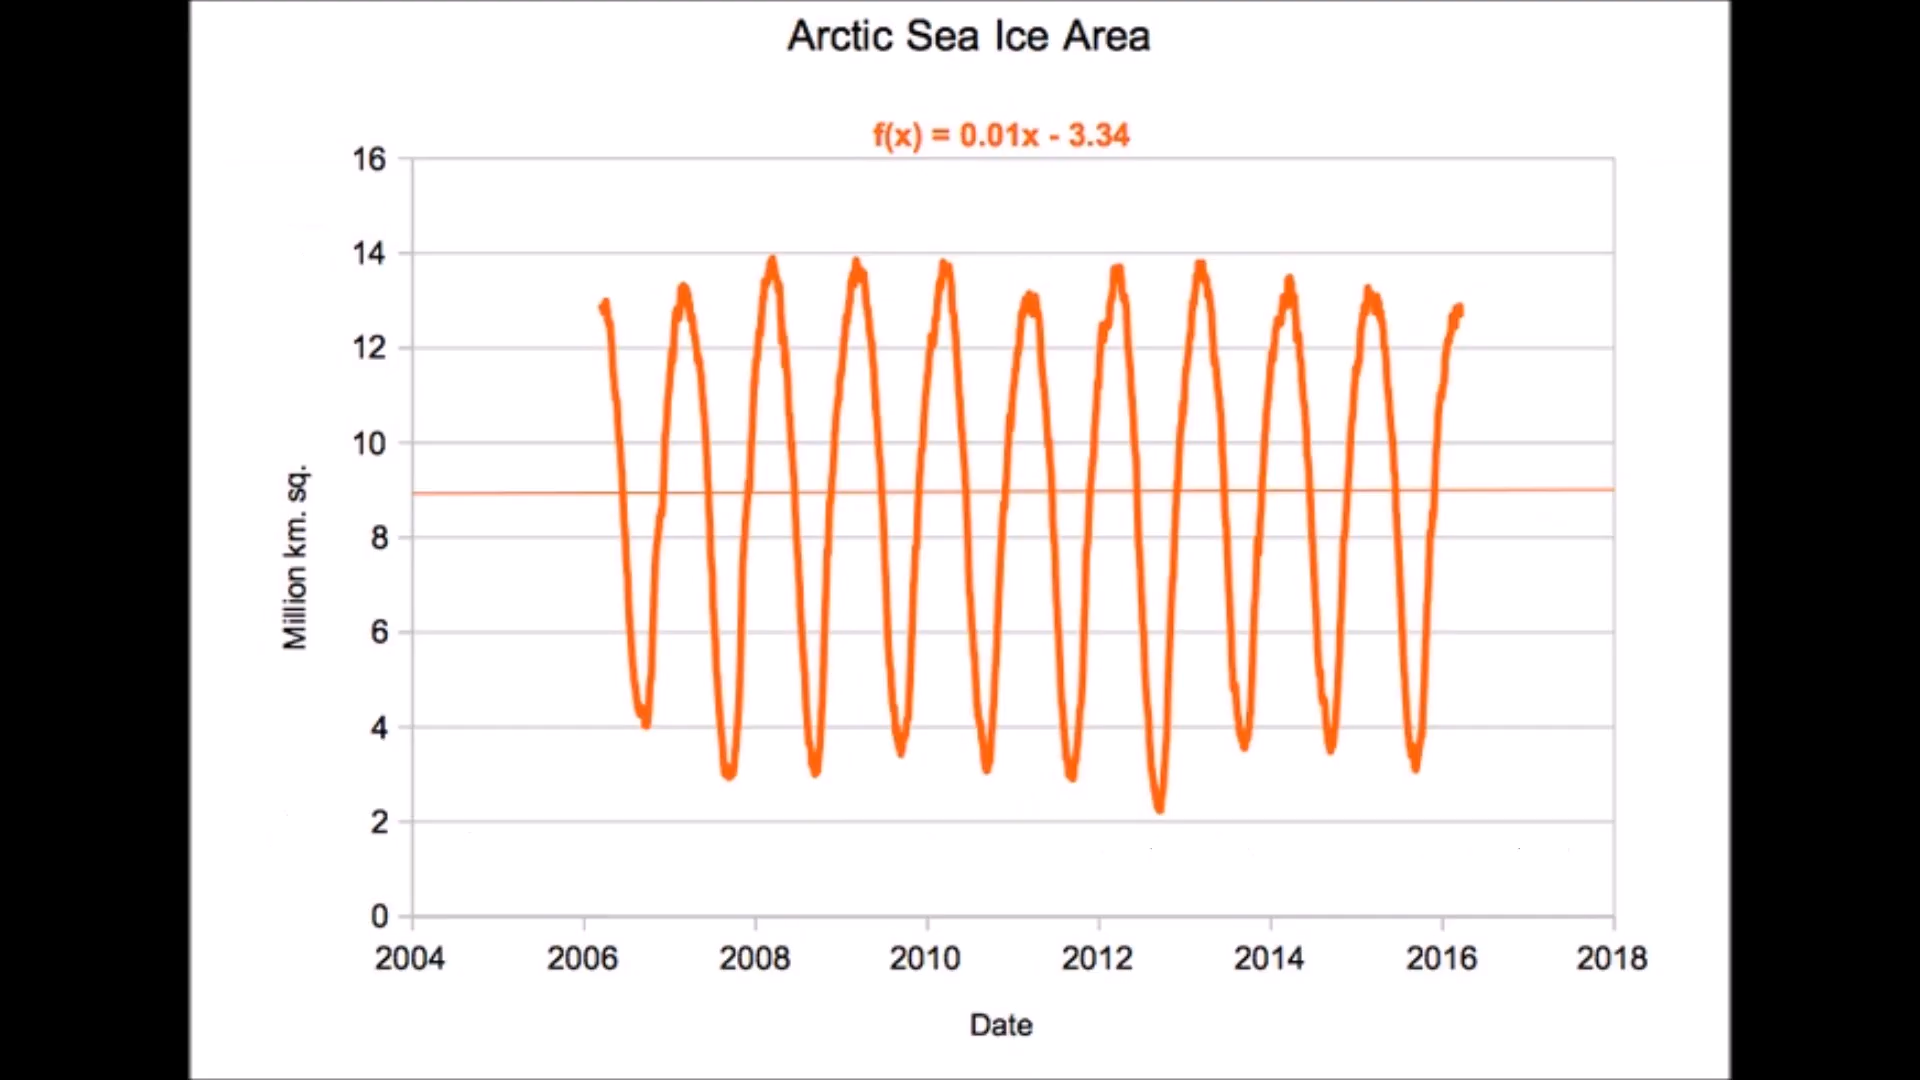 Arctic Sea Ice Area
f(x) = 0.01x - 3.34
16
14
12
10
8
6
4
2
0
Million km. sq.
2004 2006 2008 2010 2012 2014 2016 2018
Date